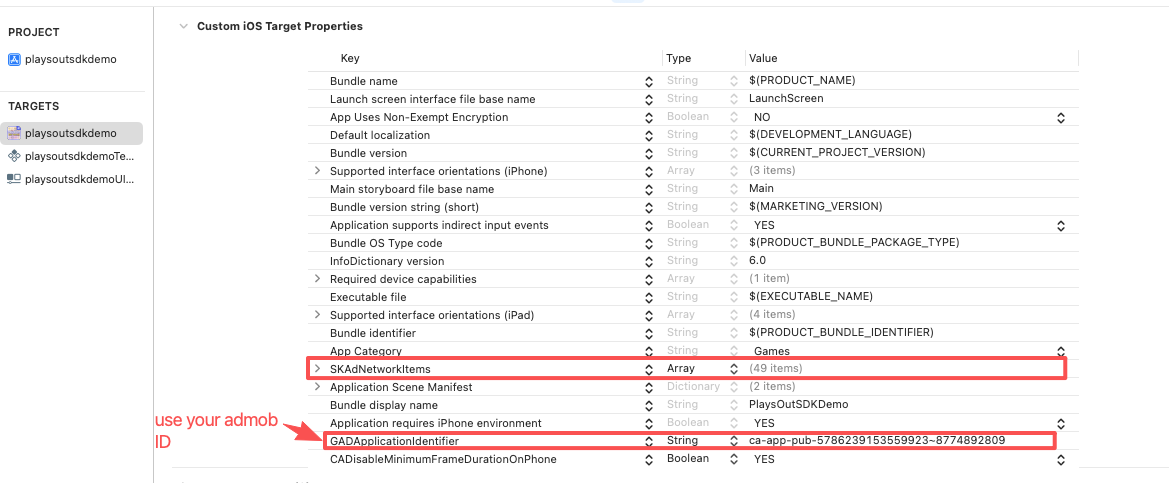 Custom iOS Target Properties
PROJECT
playsoutsdkdemo
TARGETS
playsoutsdkdemo
playsoutsdkdemoTe...
playsoutsdkdemoUI...
Key Type Value
Bundle name String $(PRODUCT_NAME)
Launch screen interface file base name String LaunchScreen
App Uses Non-Exempt Encryption Boolean NO
Default localization String $(DEVELOPMENT_LANGUAGE)
Bundle version String $(CURRENT_PROJECT_VERSION)
Supported interface orientations (iPhone) Array (3 items)
Main storyboard file base name String Main
Bundle version string (short) String $(MARKETING_VERSION)
Application supports indirect input events Boolean YES
Bundle OS Type code String $(PRODUCT_BUNDLE_PACKAGE_TYPE)
InfoDictionary version String 6.0
Required device capabilities Array (1 item)
Executable file String $(EXECUTABLE_NAME)
Supported interface orientations (iPad) Array (4 items)
Bundle identifier String $(PRODUCT_BUNDLE_IDENTIFIER)
App Category String Games
SKAdNetworkItems Array (49 items)
Application Scene Manifest Dictionary (2 items)
Bundle display name String PlaysOutSDKDemo
Application requires iPhone environment Boolean YES
GADApplicationIdentifier String ca-app-pub-5786239153559923~8774892809
CADisableMinimumFrameDurationOnPhone Boolean YES
use your admob
ID